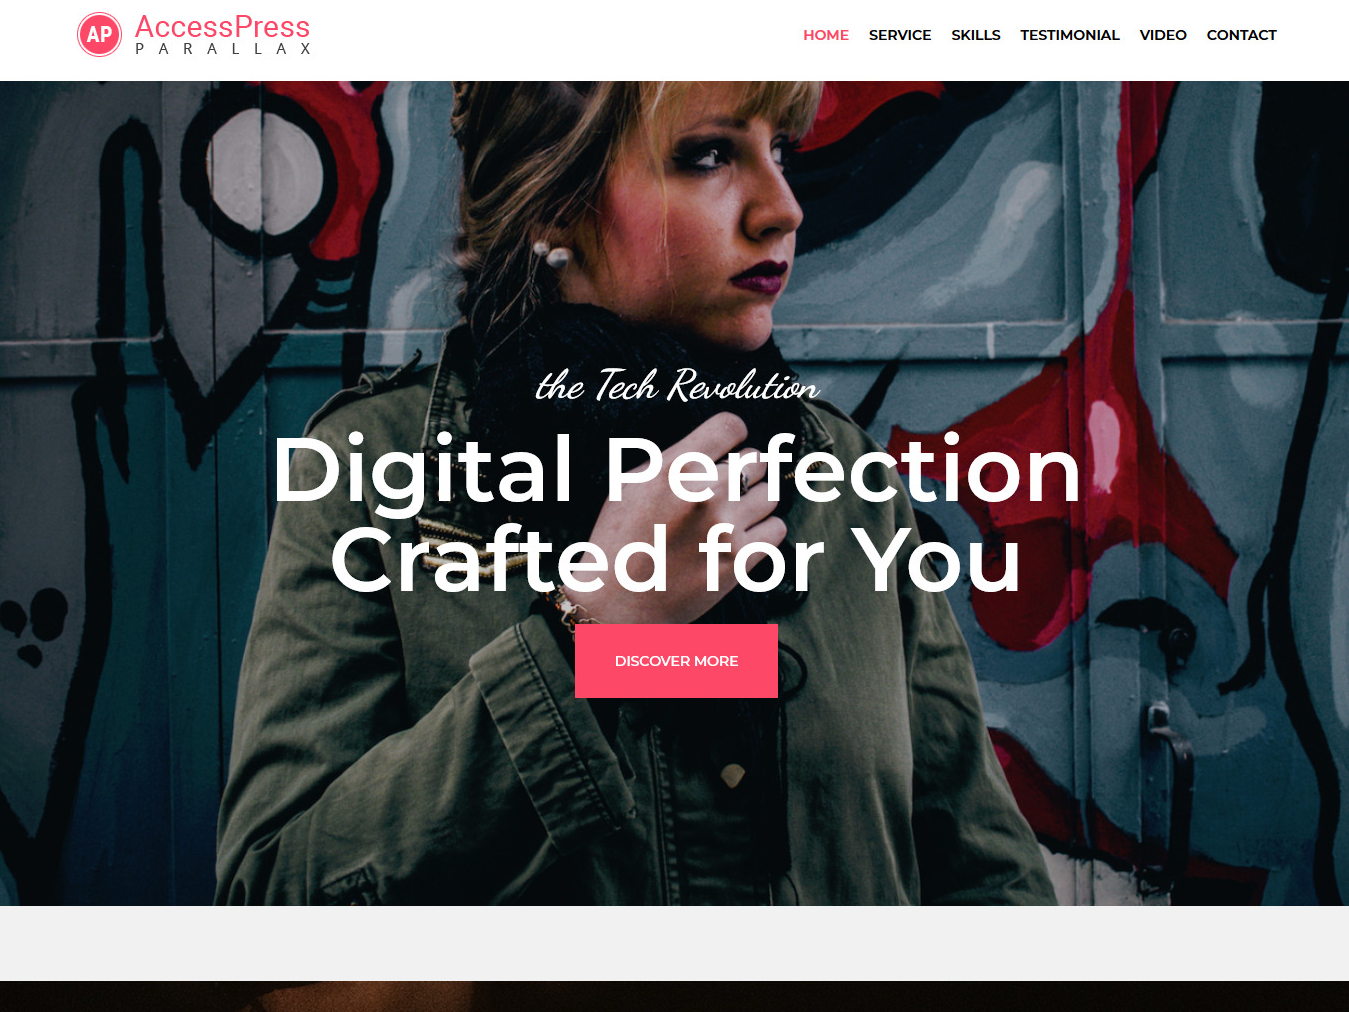 AP
AccessPress
PARALLAX
HOME SERVICE SKILLS TESTIMONIAL VIDEO CONTACT
the Tech Revolution
Digital Perfection
Crafted for You
DISCOVER MORE